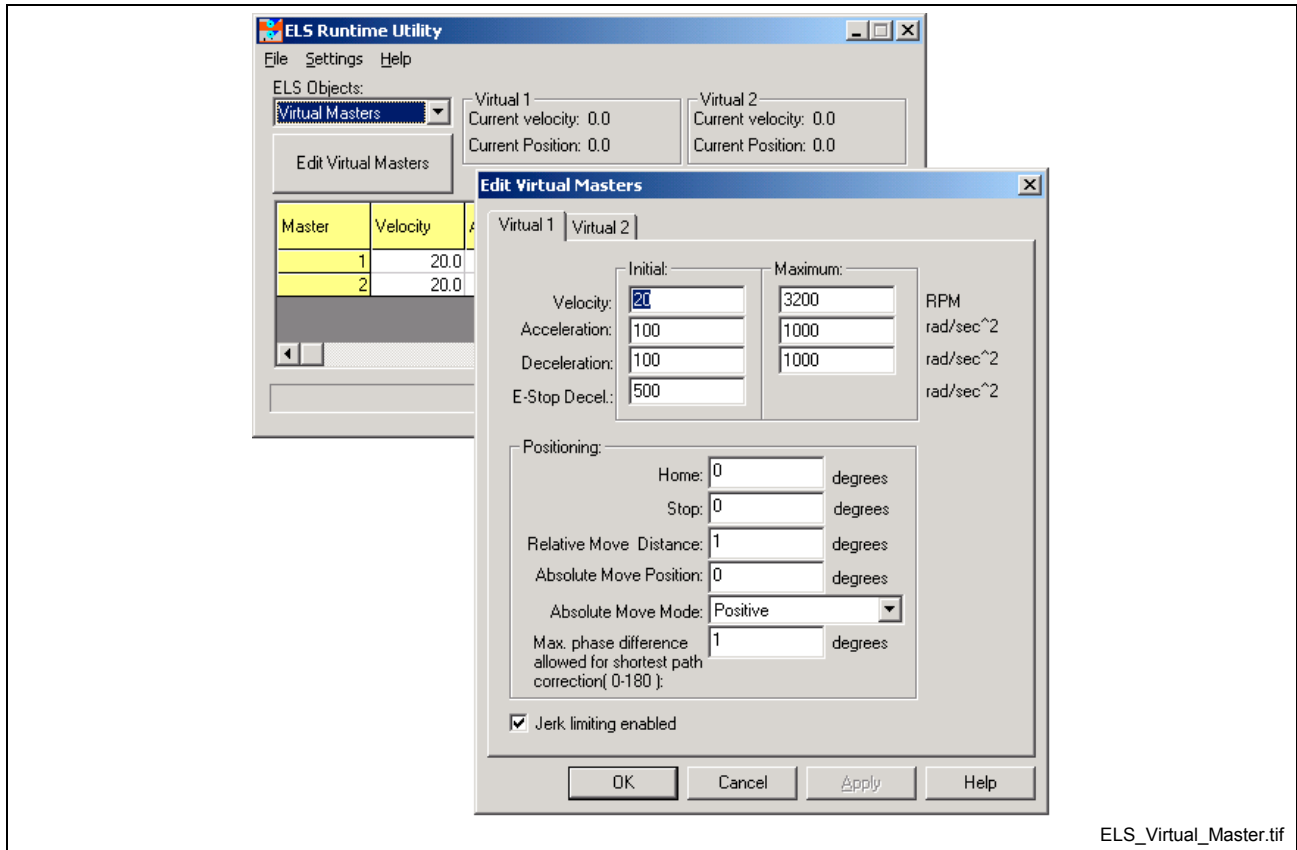 ELS Runtime Utility
File Settings Help
ELS Objects:
Virtual Masters
Edit Virtual Masters
Virtual 1
Current velocity: 0.0
Current Position: 0.0
Virtual 2
Current velocity: 0.0
Current Position: 0.0
Master Velocity
1 20.0
2 20.0
Edit Virtual Masters
Virtual 1 Virtual 2
Initial: Maximum:
Velocity: 20 3200 RPM
Acceleration: 100 1000 rad/sec^2
Deceleration: 100 1000 rad/sec^2
E-Stop Decel.: 500 rad/sec^2
Positioning:
Home: 0 degrees
Stop: 0 degrees
Relative Move Distance: 1 degrees
Absolute Move Position: 0 degrees
Absolute Move Mode: Positive
Max. phase difference 1 degrees
allowed for shortest path
correction( 0-180 ):
Jerk limiting enabled
OK Cancel Apply Help
ELS_Virtual_Master.tif